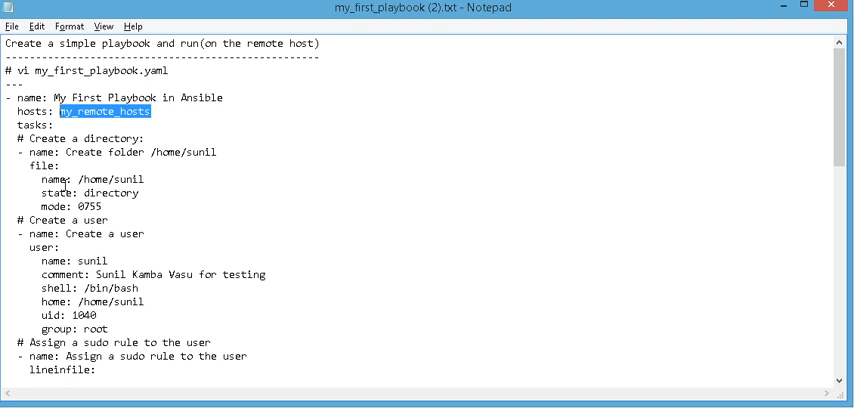 my_first_playbook (2).txt - Notepad
File Edit Format View Help
Create a simple playbook and run(on the remote host)
----------------------------------------------------
# vi my_first_playbook.yaml
---
- name: My First Playbook in Ansible
  hosts: my_remote_hosts
  tasks:
  # Create a directory:
  - name: Create folder /home/sunil
    file:
      name: /home/sunil
      state: directory
      mode: 0755
  # Create a user
  - name: Create a user
    user:
      name: sunil
      comment: Sunil Kamba Vasu for testing
      shell: /bin/bash
      home: /home/sunil
      uid: 1040
      group: root
  # Assign a sudo rule to the user
  - name: Assign a sudo rule to the user
    lineinfile: